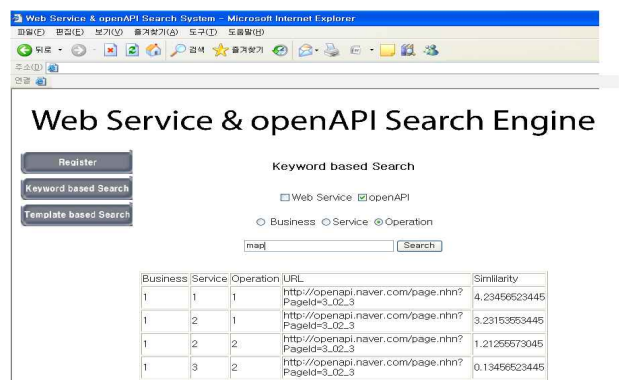 Web Service & openAPI Search System - Microsoft Internet Explorer
파일(F) 편집(E) 보기(V) 즐겨찾기(A) 도구(T) 도움말(H)
뒤로 검색 즐겨찾기
주소(D)
연결
Web Service & openAPI Search Engine
Register
Keyword based Search
Template based Search
Keyword based Search
Web Service openAPI
Business Service Operation
map Search
Business Service Operation URL Simlilarity
1 1 1 http://openapi.naver.com/page.nhn?
PageId=3_02_3 4.23456523445
1 2 1 http://openapi.naver.com/page.nhn?
PageId=3_02_3 3.23153553445
1 2 2 http://openapi.naver.com/page.nhn?
PageId=3_02_3 1.21255573045
1 3 2 http://openapi.naver.com/page.nhn?
PageId=3_02_3 0.13456523445